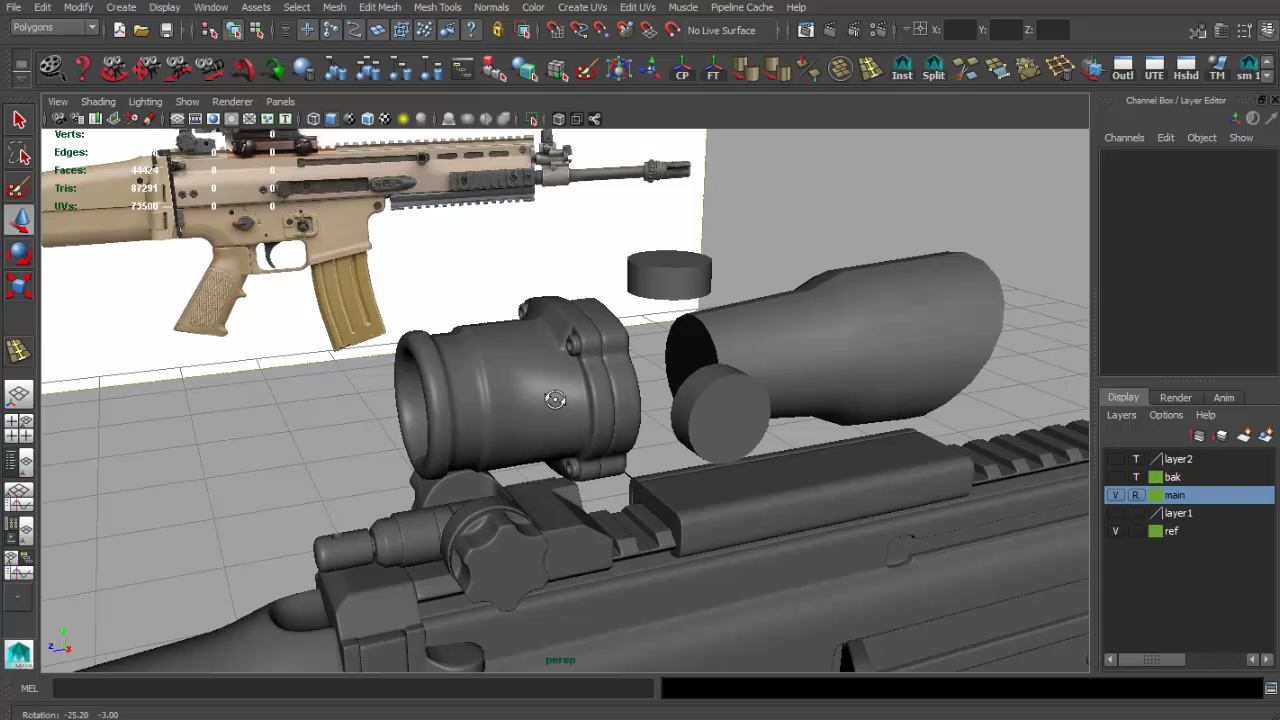 File Edit Modify Create Display Window Assets Select Mesh Edit Mesh Mesh Tools Normals Color Create UVs Edit UVs Muscle Pipeline Cache Help
Polygons No Live Surface X: Y: Z:
CP FT Inst Split Outl UTE Hshd TM sm 1
View Shading Lighting Show Renderer Panels
Channel Box / Layer Editor
Channels Edit Object Show
Verts: 0 0
Edges: 0 0
Faces: 44424 0 0
Tris: 87291 0 0
UVs: 73500 0 0
Display Render Anim
Layers Options Help
T layer2
T bak
V R main
layer1
V ref
persp
y
z x
MAYA
MEL
Rotation: -25.20 -3.00